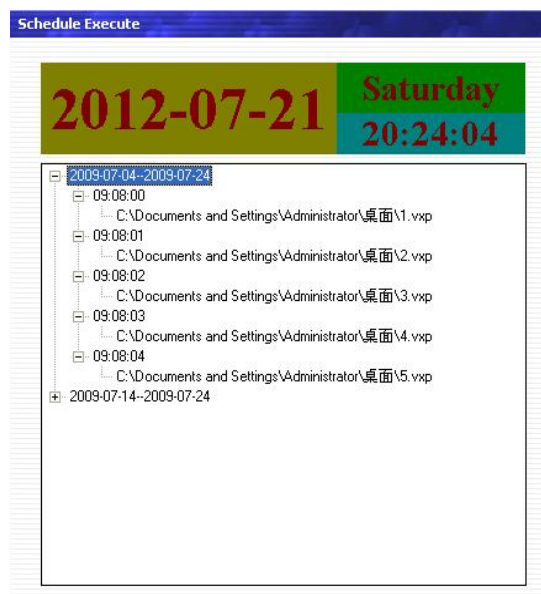 Schedule Execute
2012-07-21
Saturday
20:24:04
2009-07-04--2009-07-24
09:08:00
C:\Documents and Settings\Administrator\桌面\1.vxp
09:08:01
C:\Documents and Settings\Administrator\桌面\2.vxp
09:08:02
C:\Documents and Settings\Administrator\桌面\3.vxp
09:08:03
C:\Documents and Settings\Administrator\桌面\4.vxp
09:08:04
C:\Documents and Settings\Administrator\桌面\5.vxp
2009-07-14--2009-07-24